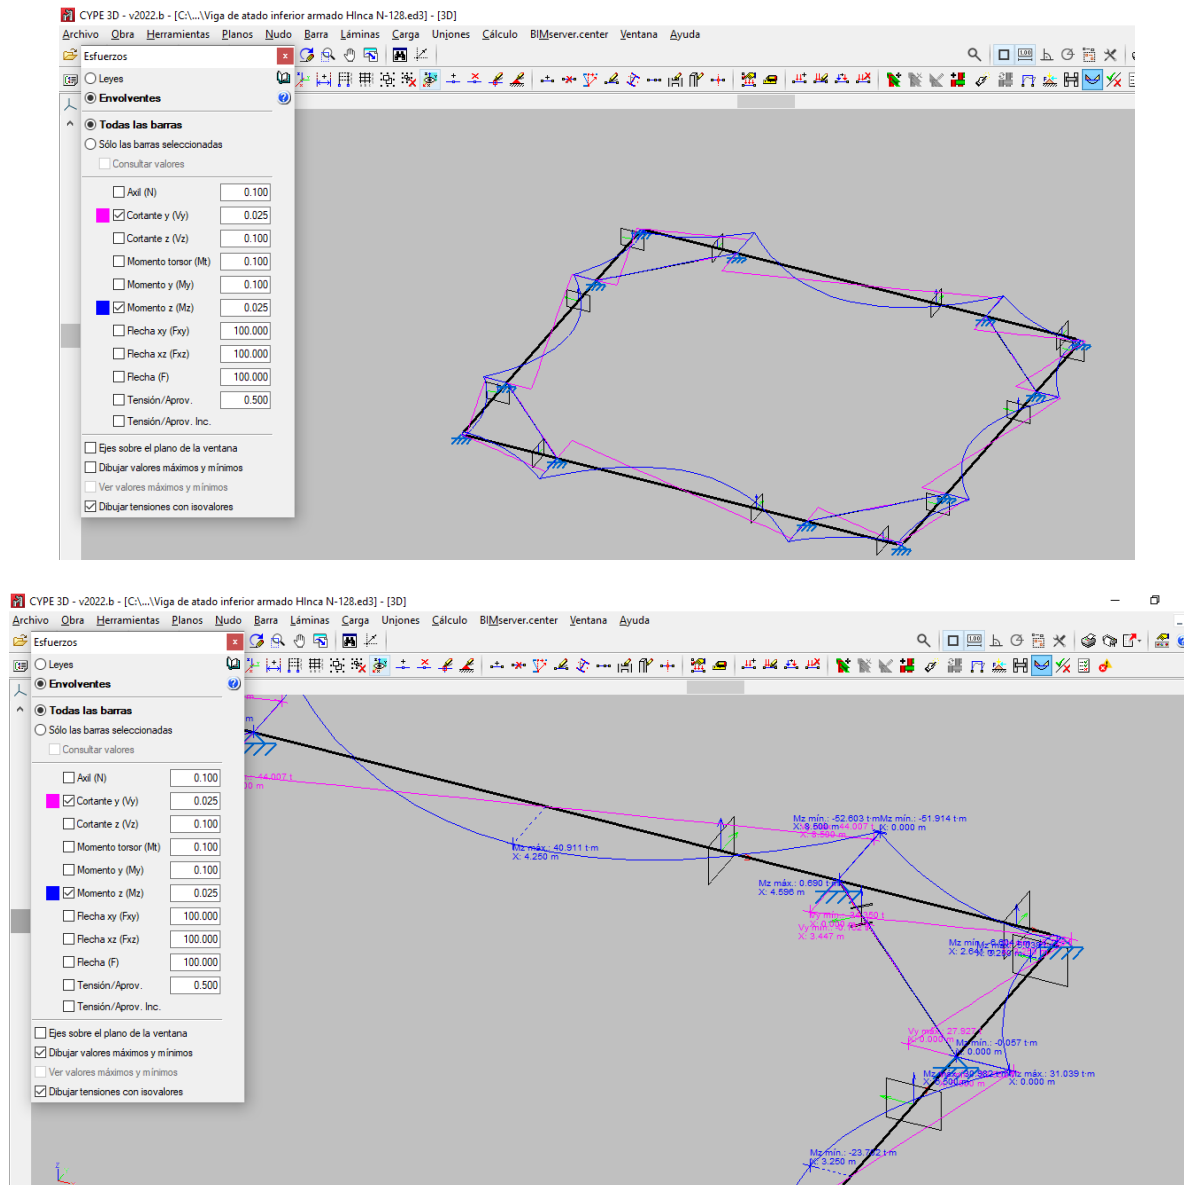 CYPE 3D - v2022.b - [C:\...\Viga de atado inferior armado HInca N-128.ed3] - [3D]
Archivo Obra Herramientas Planos Nudo Barra Láminas Carga Uniones Cálculo BIMserver.center Ventana Ayuda
Esfuerzos
Leyes
Envolventes
Todas las barras
Sólo las barras seleccionadas
Consultar valores
Axil (N) 0.100
Cortante y (Vy) 0.025
Cortante z (Vz) 0.100
Momento torsor (Mt) 0.100
Momento y (My) 0.100
Momento z (Mz) 0.025
Flecha xy (Fxy) 100.000
Flecha xz (Fxz) 100.000
Flecha (F) 100.000
Tensión/Aprov. 0.500
Tensión/Aprov. Inc.
Ejes sobre el plano de la ventana
Dibujar valores máximos y mínimos
Ver valores máximos y mínimos
Dibujar tensiones con isovalores
CYPE 3D - v2022.b - [C:\...\Viga de atado inferior armado HInca N-128.ed3] - [3D]
Archivo Obra Herramientas Planos Nudo Barra Láminas Carga Uniones Cálculo BIMserver.center Ventana Ayuda
Esfuerzos
Leyes
Envolventes
Todas las barras
Sólo las barras seleccionadas
Consultar valores
Axil (N) 0.100
Cortante y (Vy) 0.025
Cortante z (Vz) 0.100
Momento torsor (Mt) 0.100
Momento y (My) 0.100
Momento z (Mz) 0.025
Flecha xy (Fxy) 100.000
Flecha xz (Fxz) 100.000
Flecha (F) 100.000
Tensión/Aprov. 0.500
Tensión/Aprov. Inc.
Ejes sobre el plano de la ventana
Dibujar valores máximos y mínimos
Ver valores máximos y mínimos
Dibujar tensiones con isovalores
44.007 t
Mz mín.: -52.603 t·m Mz mín.: -51.914 t·m
X: 8.500 m 44.007 t X: 0.000 m
Mz máx.: 40.911 t·m
X: 4.250 m
Mz máx.: 0.690 t·m
X: 4.596 m
X: 3.447 m
Vy máx.: 27.927 t
X: 0.000 m
Mz mín.: -0.057 t·m
X: 0.000 m
Mz máx.: 31.039 t·m
X: 0.000 m
X: 3.250 m
z